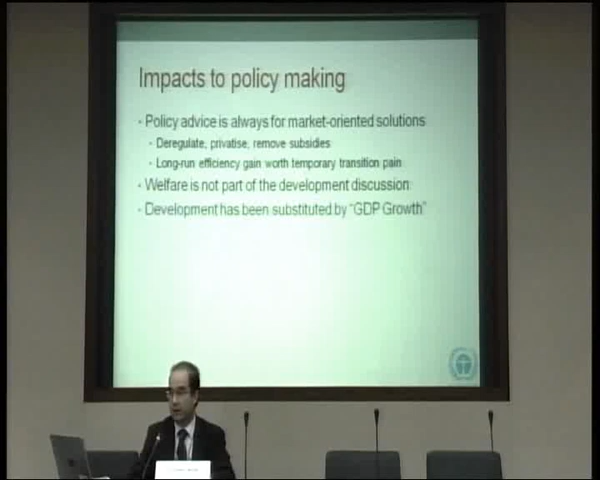 Impacts to policy making
• Policy advice is always for market-oriented solutions
• Deregulate, privatise, remove subsidies
• Long-run efficiency gain worth temporary transition pain
• Welfare is not part of the development discussion
• Development has been substituted by "GDP Growth"